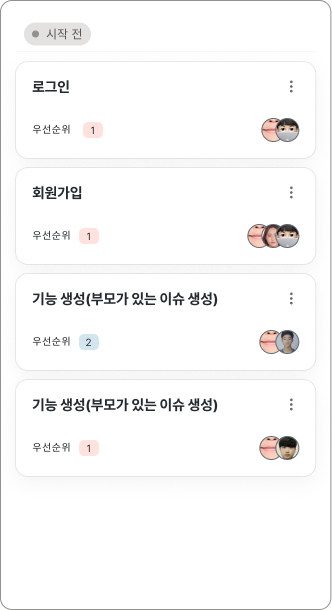 시작 전
로그인
우선순위 1
회원가입
우선순위 1
기능 생성(부모가 있는 이슈 생성)
우선순위 2
기능 생성(부모가 있는 이슈 생성)
우선순위 1